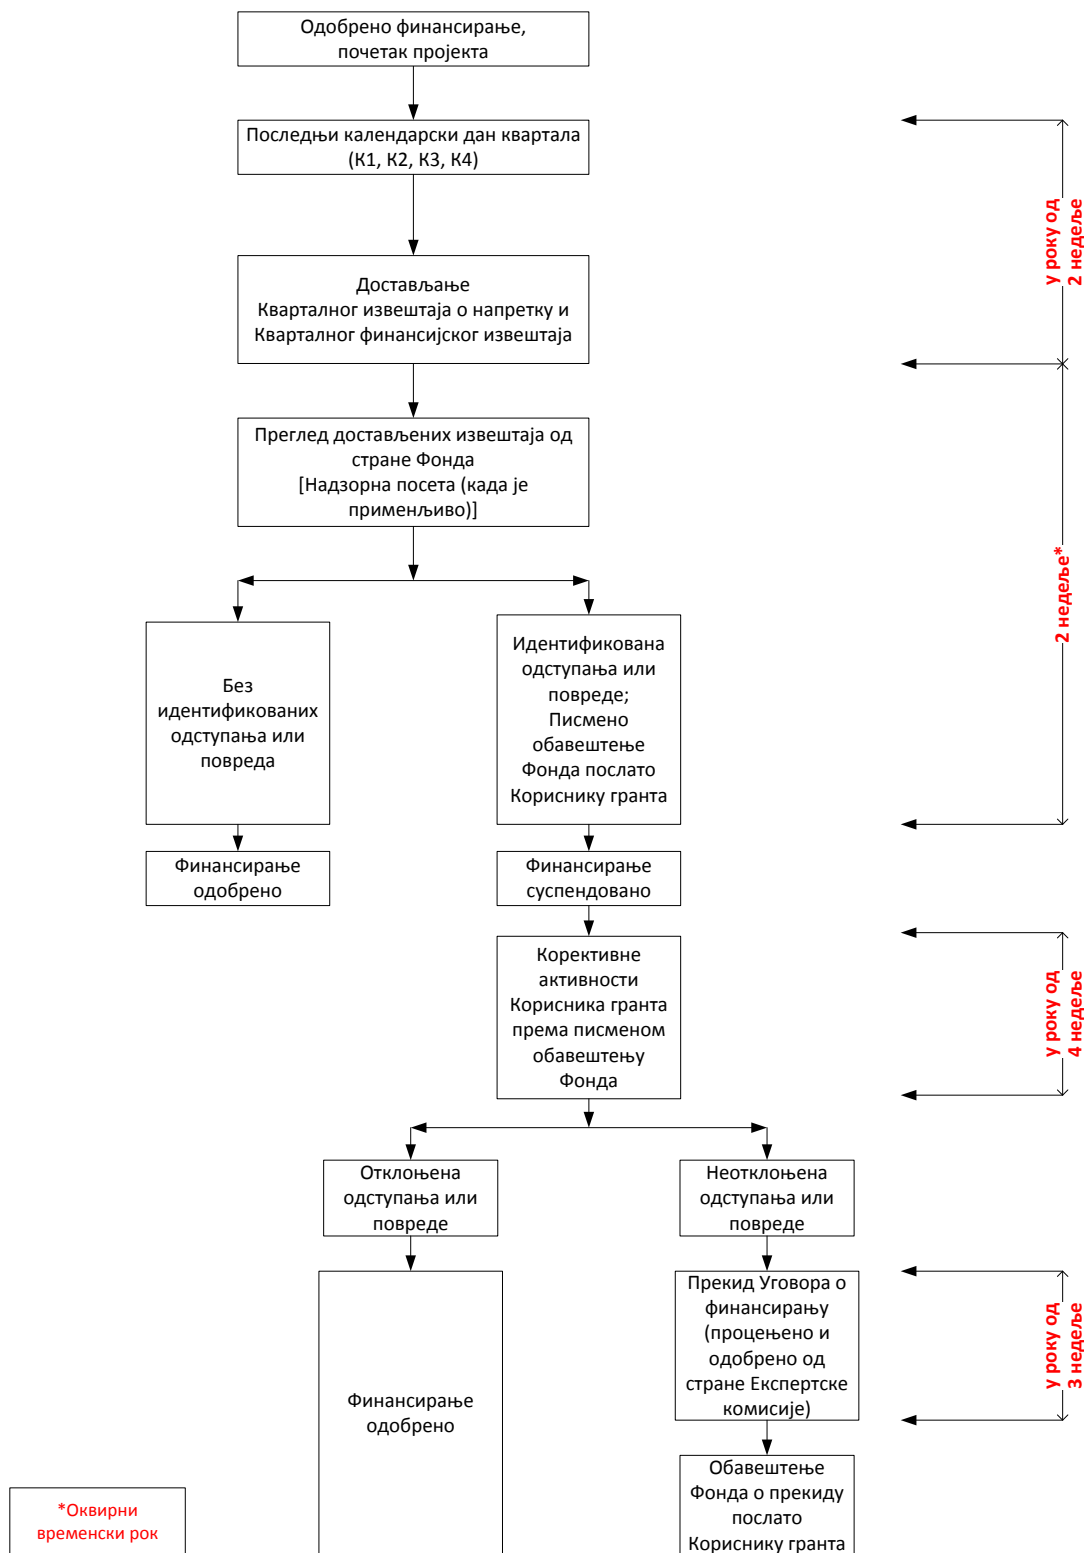 Одобрено финансирање,
почетак пројекта
Последњи календарски дан квартала
(К1, К2, К3, К4)
у року од
2 недеље
Достављање
Кварталног извештаја о напретку и
Кварталног финансијског извештаја
Преглед достављених извештаја од
стране Фонда
[Надзорна посета (када је
применљиво)]
2 недеље*
Без
идентификованих
одступања или
повреда
Идентификована
одступања или
повреде;
Писмено
обавештење
Фонда послато
Кориснику гранта
Финансирање
одобрено
Финансирање
суспендовано
Корективне
активности
Корисника гранта
према писменом
обавештењу
Фонда
у року од
4 недеље
Отклоњена
одступања или
повреде
Неотклоњена
одступања или
повреде
Финансирање
одобрено
Прекид Уговора о
финансирању
(процењено и
одобрено од
стране Експертске
комисије)
у року од
3 недеље
Обавештење
Фонда о прекиду
послато
Кориснику гранта
*Оквирни
временски рок